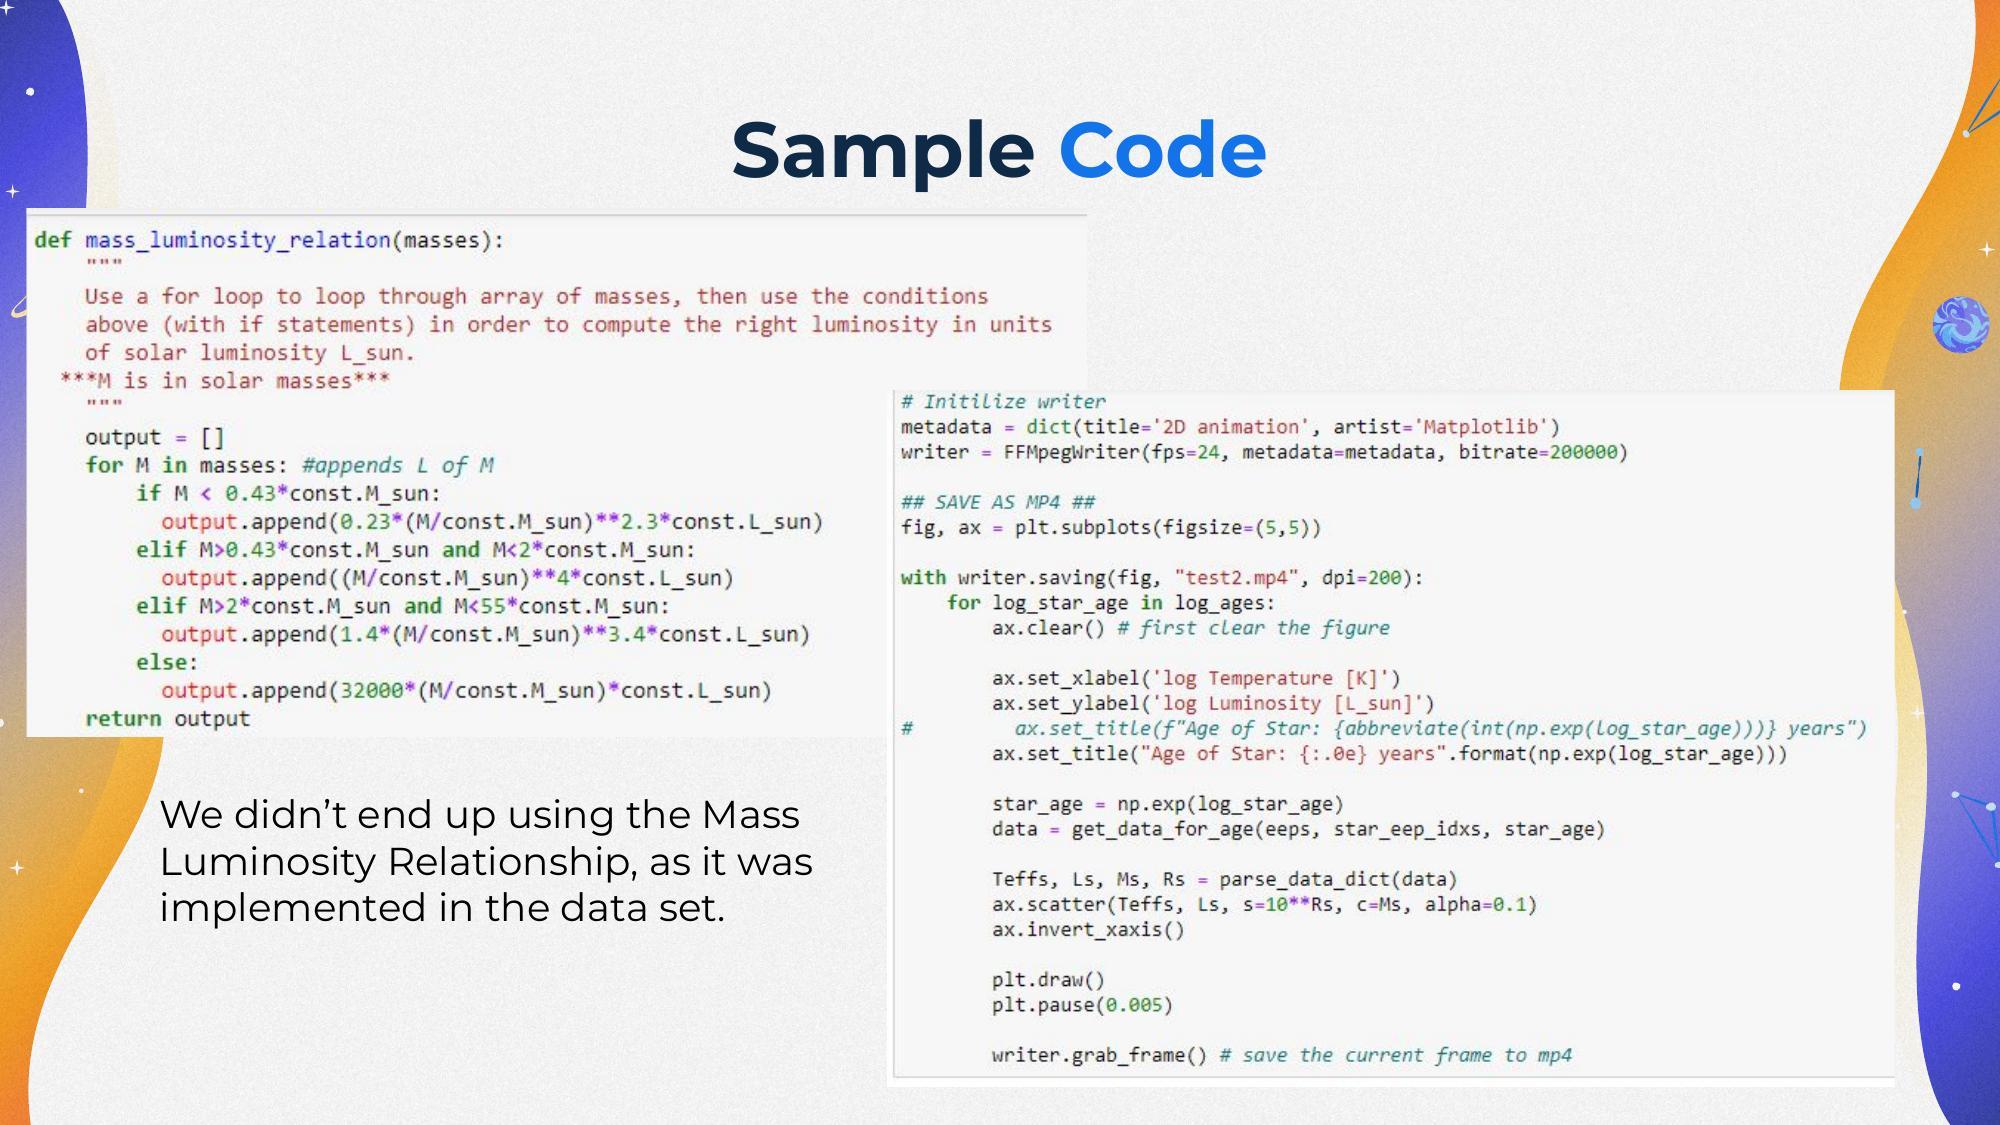 Sample Code
def mass_luminosity_relation(masses):
    """
    Use a for loop to loop through array of masses, then use the conditions
    above (with if statements) in order to compute the right luminosity in units
    of solar luminosity L_sun.
  ***M is in solar masses***
    """
    output = []
    for M in masses: #appends L of M
        if M < 0.43*const.M_sun:
          output.append(0.23*(M/const.M_sun)**2.3*const.L_sun)
        elif M>0.43*const.M_sun and M<2*const.M_sun:
          output.append((M/const.M_sun)**4*const.L_sun)
        elif M>2*const.M_sun and M<55*const.M_sun:
          output.append(1.4*(M/const.M_sun)**3.4*const.L_sun)
        else:
          output.append(32000*(M/const.M_sun)*const.L_sun)
    return output
We didn’t end up using the Mass
Luminosity Relationship, as it was
implemented in the data set.
# Initilize writer
metadata = dict(title='2D animation', artist='Matplotlib')
writer = FFMpegWriter(fps=24, metadata=metadata, bitrate=200000)
## SAVE AS MP4 ##
fig, ax = plt.subplots(figsize=(5,5))
with writer.saving(fig, "test2.mp4", dpi=200):
    for log_star_age in log_ages:
        ax.clear() # first clear the figure
        ax.set_xlabel('log Temperature [K]')
        ax.set_ylabel('log Luminosity [L_sun]')
#         ax.set_title(f"Age of Star: {abbreviate(int(np.exp(log_star_age)))} years")
        ax.set_title("Age of Star: {:.0e} years".format(np.exp(log_star_age)))
        star_age = np.exp(log_star_age)
        data = get_data_for_age(eeps, star_eep_idxs, star_age)
        Teffs, Ls, Ms, Rs = parse_data_dict(data)
        ax.scatter(Teffs, Ls, s=10**Rs, c=Ms, alpha=0.1)
        ax.invert_xaxis()
        plt.draw()
        plt.pause(0.005)
        writer.grab_frame() # save the current frame to mp4